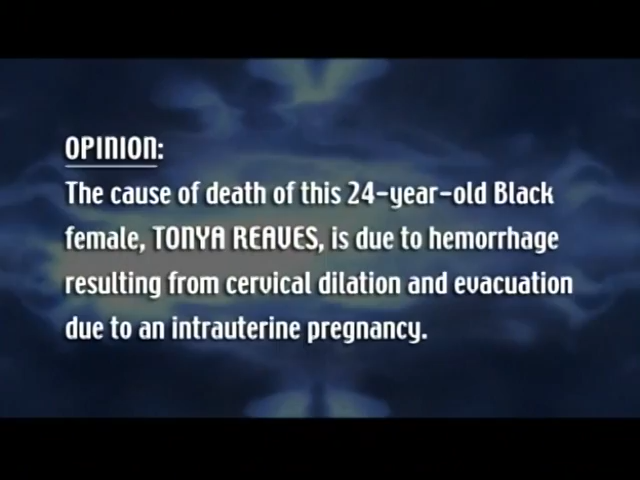 OPINION:
The cause of death of this 24-year-old Black
female, TONYA REAVES, is due to hemorrhage
resulting from cervical dilation and evacuation
due to an intrauterine pregnancy.